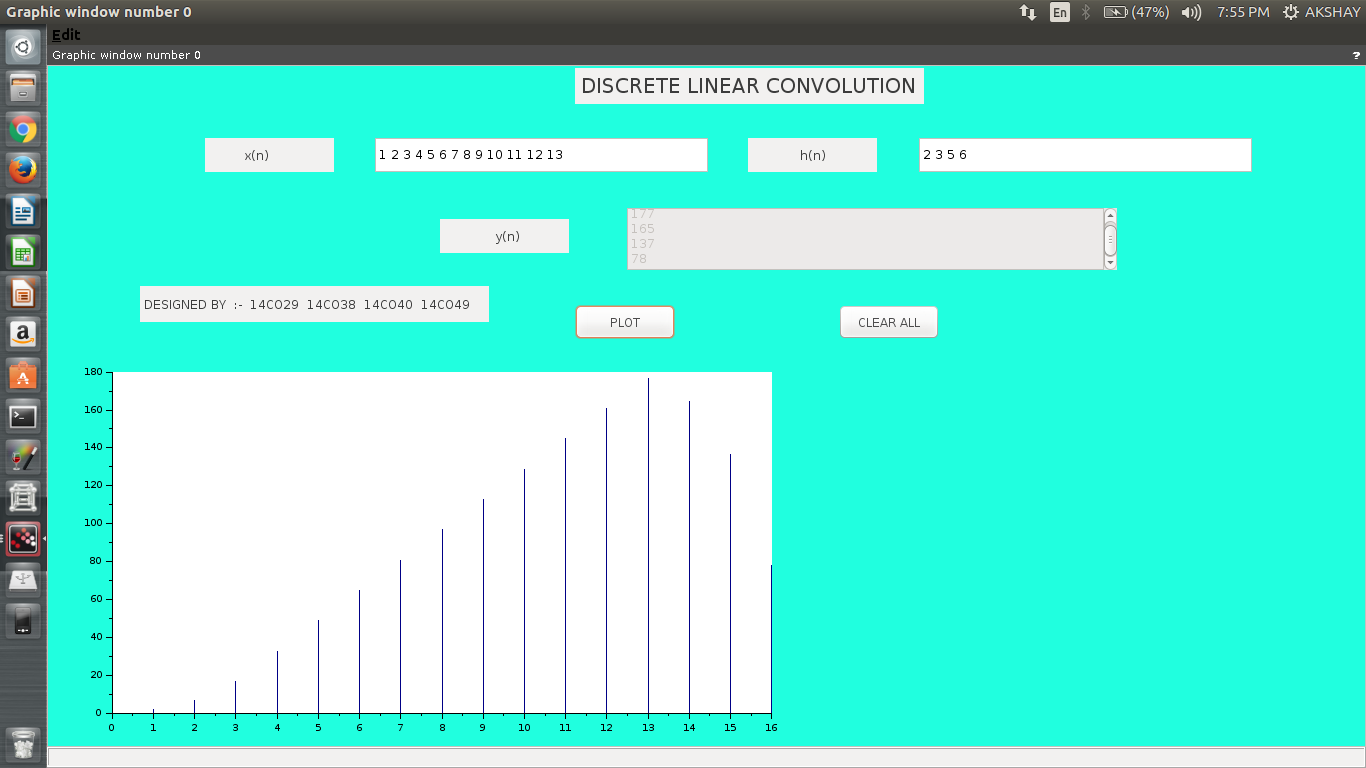 Graphic window number 0 En (47%) 7:55 PM AKSHAY
Edit
Graphic window number 0 ?
DISCRETE LINEAR CONVOLUTION
x(n) 1 2 3 4 5 6 7 8 9 10 11 12 13 h(n) 2 3 5 6
y(n)
177
165
137
78
DESIGNED BY :- 14CO29 14CO38 14CO40 14CO49
PLOT CLEAR ALL
180
160
140
120
100
80
60
40
20
0
0 1 2 3 4 5 6 7 8 9 10 11 12 13 14 15 16